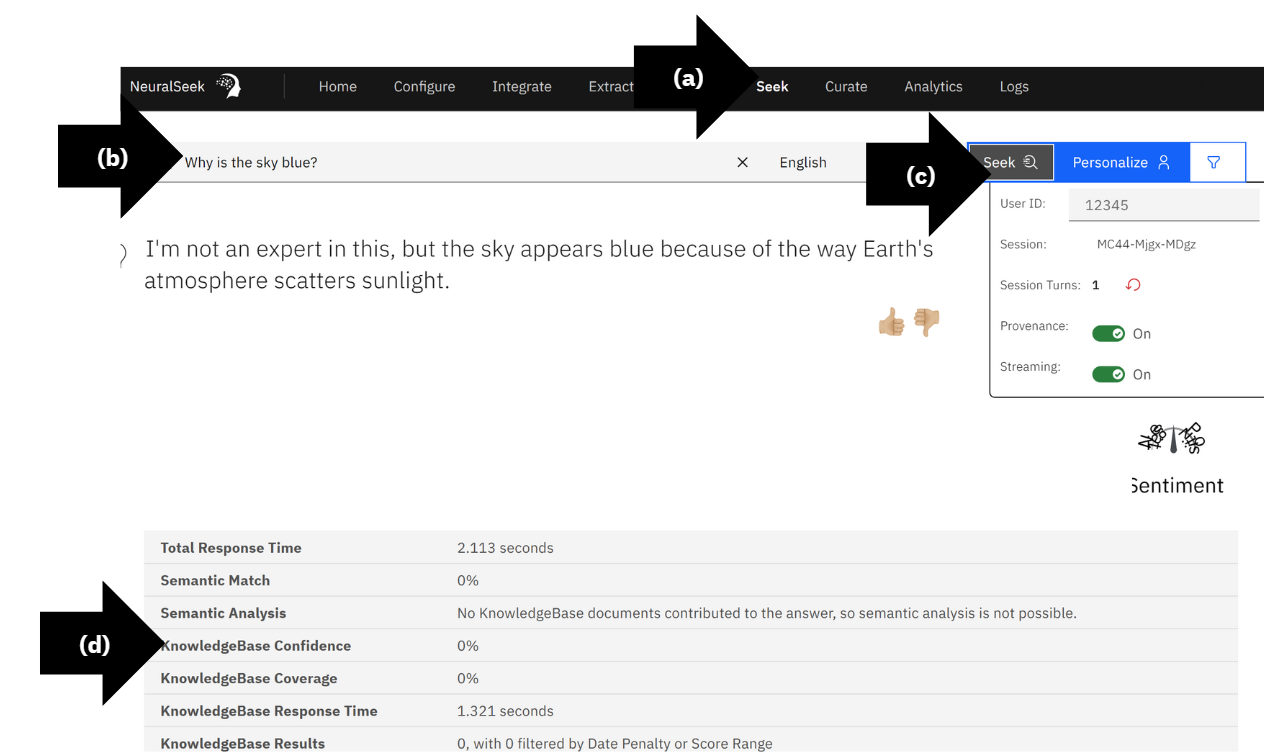 (a)
NeuralSeek Home Configure Integrate Extract Seek Curate Analytics Logs
(b)
Why is the sky blue? English
(c)
Seek Personalize
User ID: 12345
Session: MC44-Mjgx-MDgz
Session Turns: 1
Provenance: On
Streaming: On
I'm not an expert in this, but the sky appears blue because of the way Earth's
atmosphere scatters sunlight.
Sentiment
Total Response Time 2.113 seconds
Semantic Match 0%
Semantic Analysis No KnowledgeBase documents contributed to the answer, so semantic analysis is not possible.
(d)
KnowledgeBase Confidence 0%
KnowledgeBase Coverage 0%
KnowledgeBase Response Time 1.321 seconds
KnowledgeBase Results 0, with 0 filtered by Date Penalty or Score Range